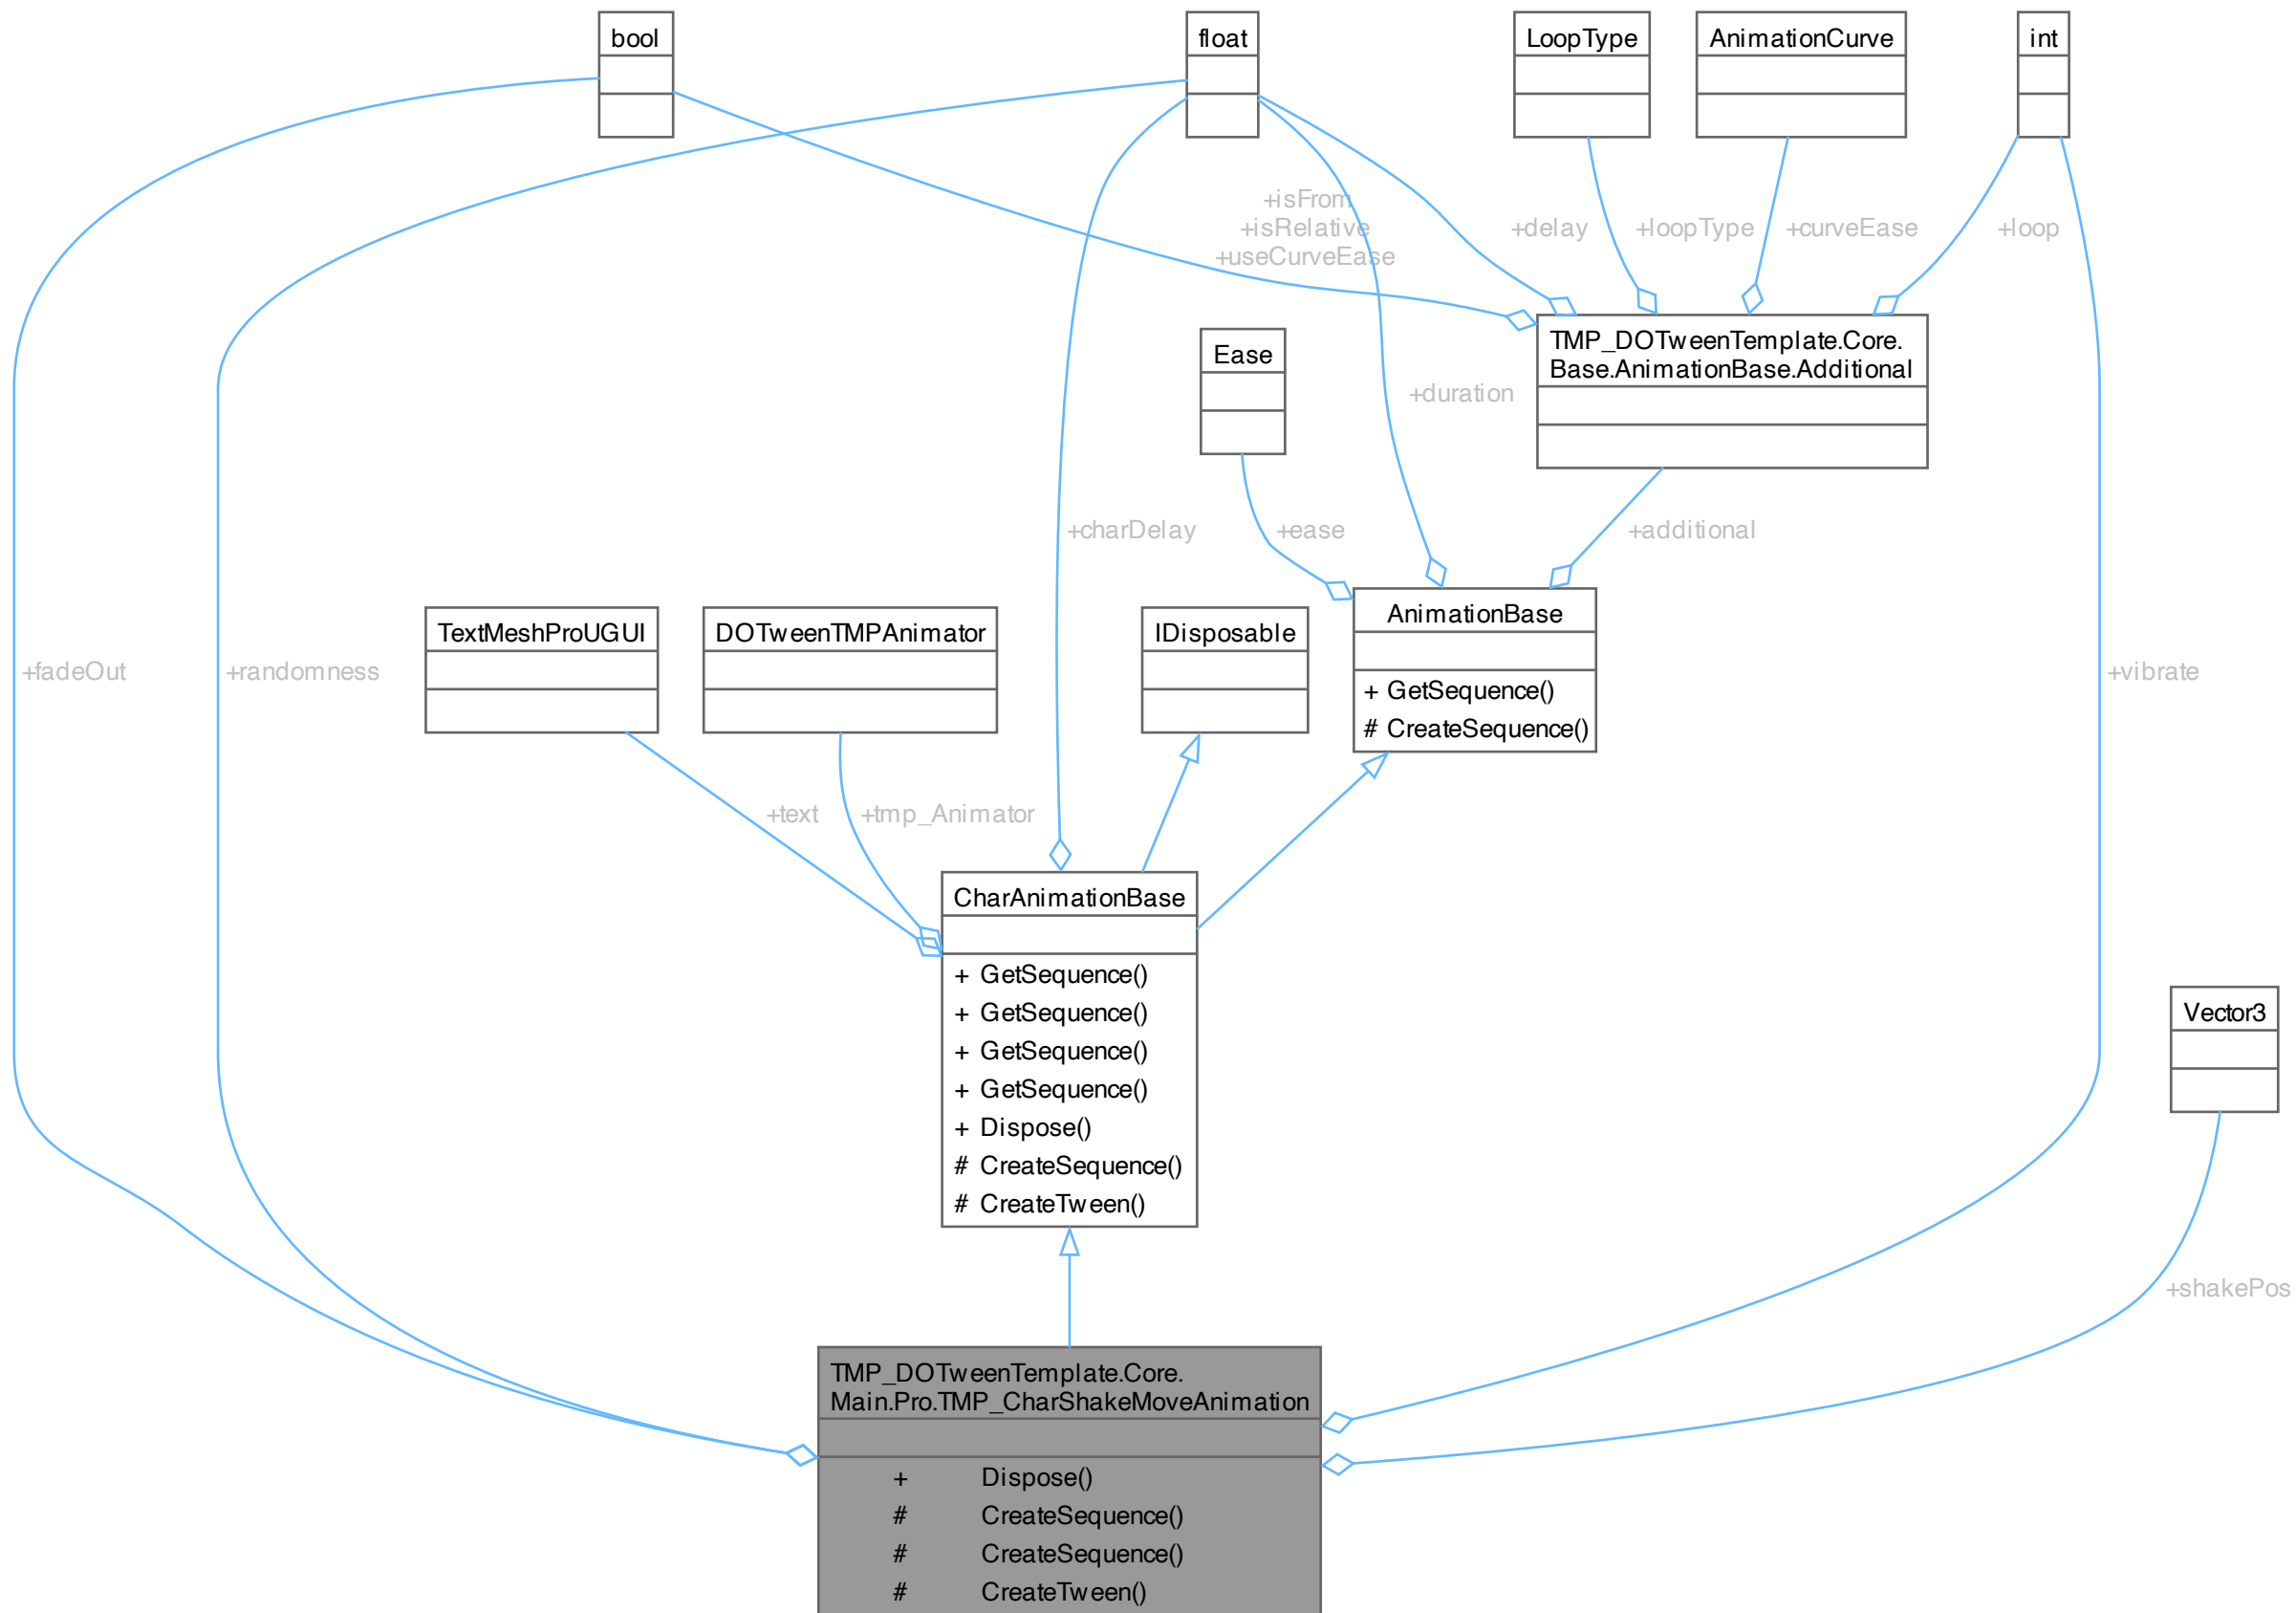 bool
float
LoopType
AnimationCurve
int
+isFrom
+isRelative
+useCurveEase
+delay
+loopType
+curveEase
+loop
Ease
TMP_DOTweenTemplate.Core.
Base.AnimationBase.Additional
+duration
+charDelay
+ease
+additional
TextMeshProUGUI
DOTweenTMPAnimator
IDisposable
AnimationBase
+ GetSequence()
# CreateSequence()
+fadeOut
+randomness
+vibrate
+text
+tmp_Animator
CharAnimationBase
+ GetSequence()
+ GetSequence()
+ GetSequence()
+ GetSequence()
+ Dispose()
# CreateSequence()
# CreateTween()
Vector3
+shakePos
TMP_DOTweenTemplate.Core.
Main.Pro.TMP_CharShakeMoveAnimation
+ Dispose()
# CreateSequence()
# CreateSequence()
# CreateTween()